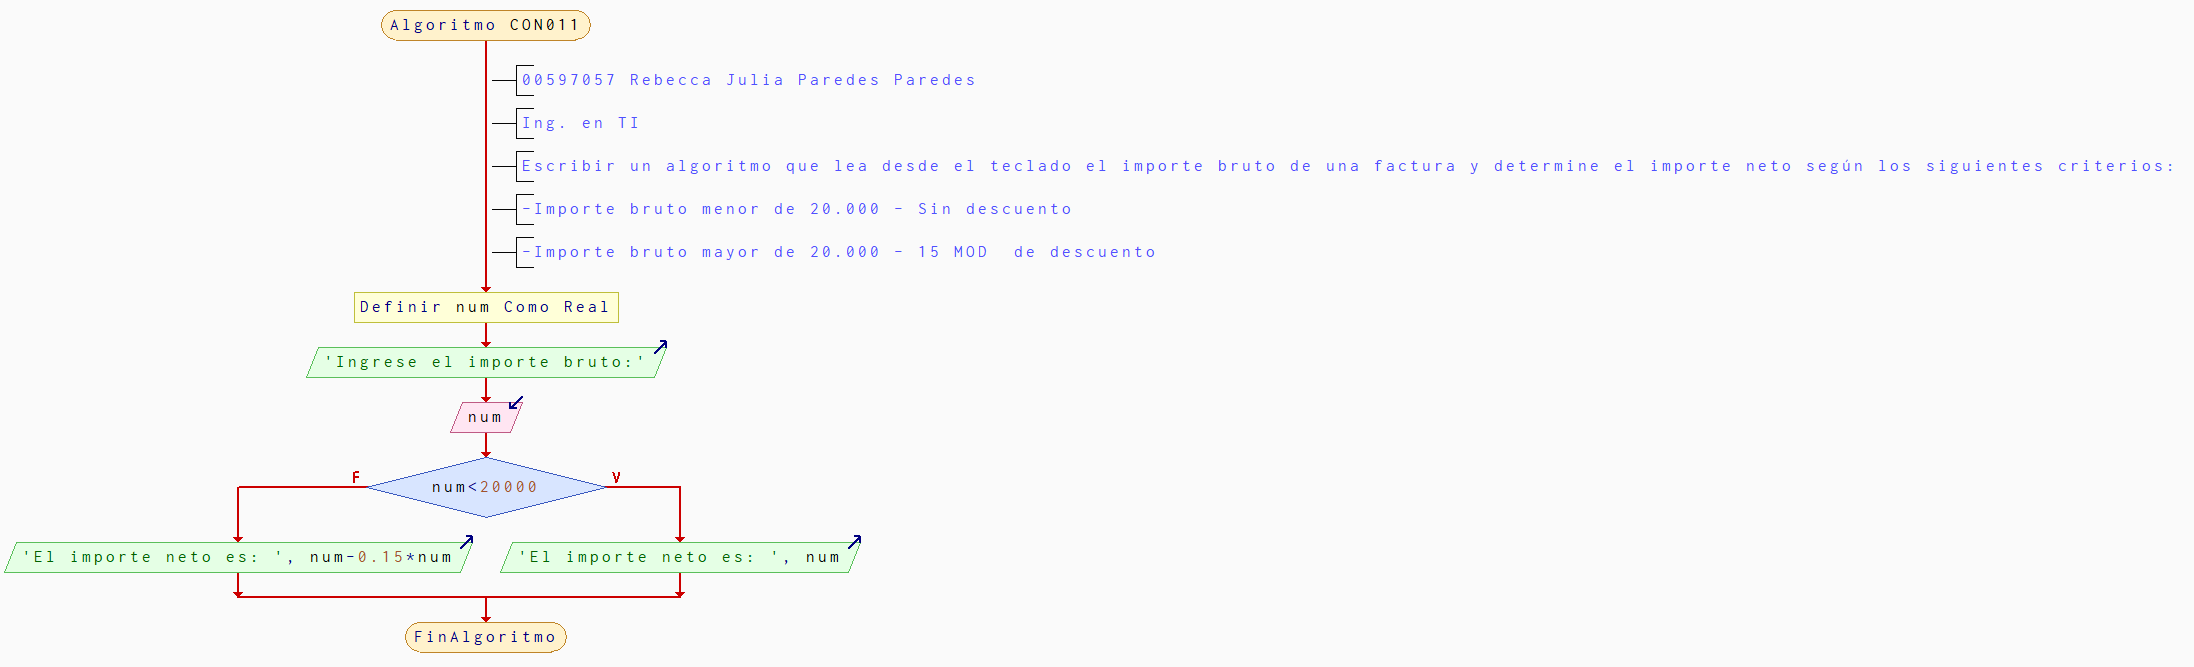 Algoritmo CON011
00597057 Rebecca Julia Paredes Paredes
Ing. en TI
Escribir un algoritmo que lea desde el teclado el importe bruto de una factura y determine el importe neto según los siguientes criterios:
-Importe bruto menor de 20.000 - Sin descuento
-Importe bruto mayor de 20.000 - 15 MOD  de descuento
Definir num Como Real
'Ingrese el importe bruto:'
num
F
num<20000
V
'El importe neto es: ', num-0.15*num
'El importe neto es: ', num
FinAlgoritmo